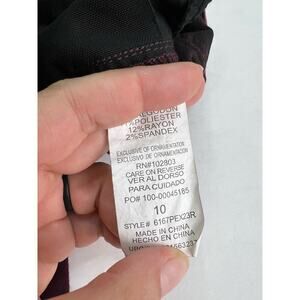 ALGODON
%POLIESTER
12%RAYON
2%SPANDEX
EXCLUSIVE OF ORNAMENTATION
EXCLUSIVO DE ORNAMENTACION
RN#102803
CARE ON REVERSE
VER AL DORSO
PARA CUIDADO
PO# 100-00045185
10
STYLE# 6167PEX23R
MADE IN CHINA
HECHO EN CHINA